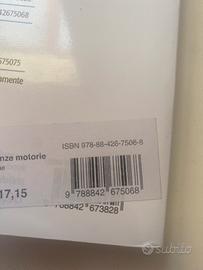 42675068
675075
amente
ISBN 978-88-426-7506-8
nze motorie
17,15
9 788842 675068
788842 673828
subito